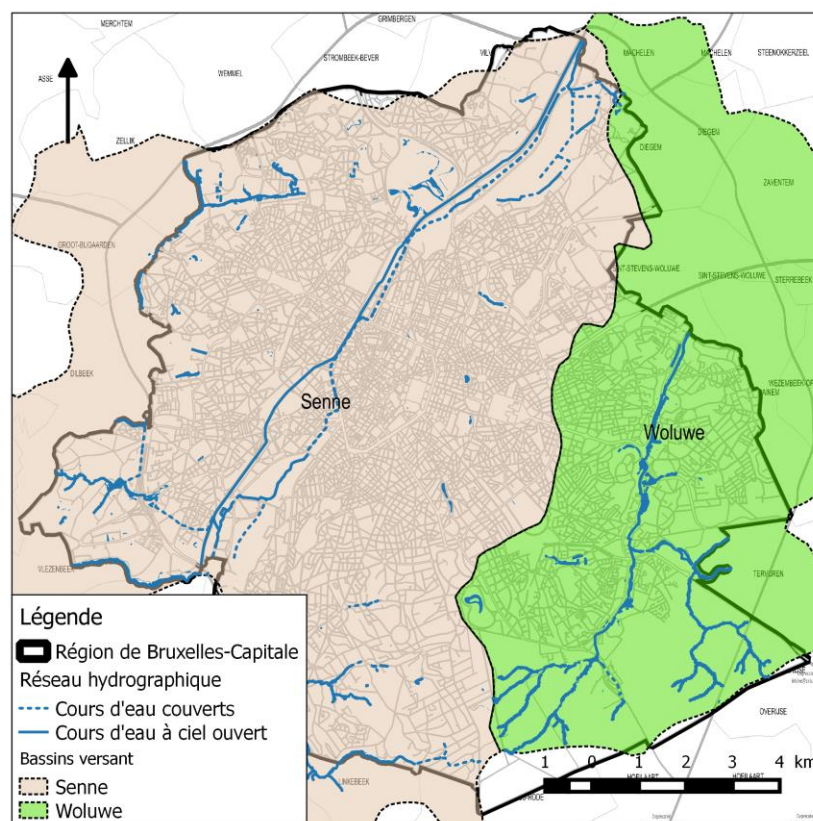 MERCHTEM
GRIMBERGEN
STROMBEEK-BEVER
VILV
MACHELEN
MACHELEN
STEENOKKERZEEL
ASSE
WEMMEL
ZELLIK
DIEGEM
DIEGEM
ZAVENTEM
GROOT-BIJGAARDEN
NT-STEVENS-WOLUWE
SINT-STEVENS-WOLUWE
STERREBEEK
DILBEEK
Senne
WEZEMBEEK-OP
Woluwe
VLEZENBEEK
TERVUREN
OVERIJSE
LINKEBEEK
HOEILAART
HOEILAART
Légende
Région de Bruxelles-Capitale
Réseau hydrographique
Cours d'eau couverts
Cours d'eau à ciel ouvert
Bassins versant
Senne
Woluwe
1 0 1 2 3 4 km